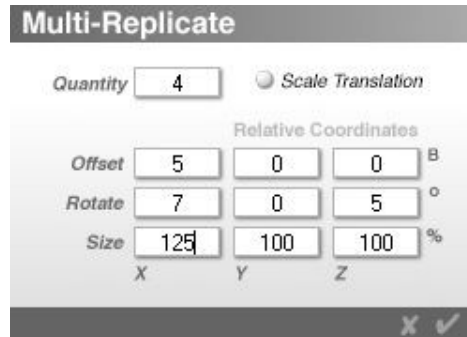 Multi-Replicate
Quantity 4 Scale Translation
Relative Coordinates
Offset 5 0 0 B
Rotate 7 0 5 °
Size 125 100 100 %
X Y Z